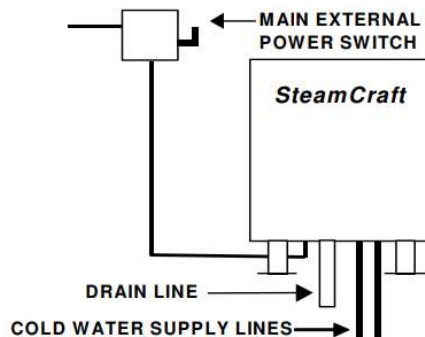 MAIN EXTERNAL
POWER SWITCH
SteamCraft
DRAIN LINE
COLD WATER SUPPLY LINES